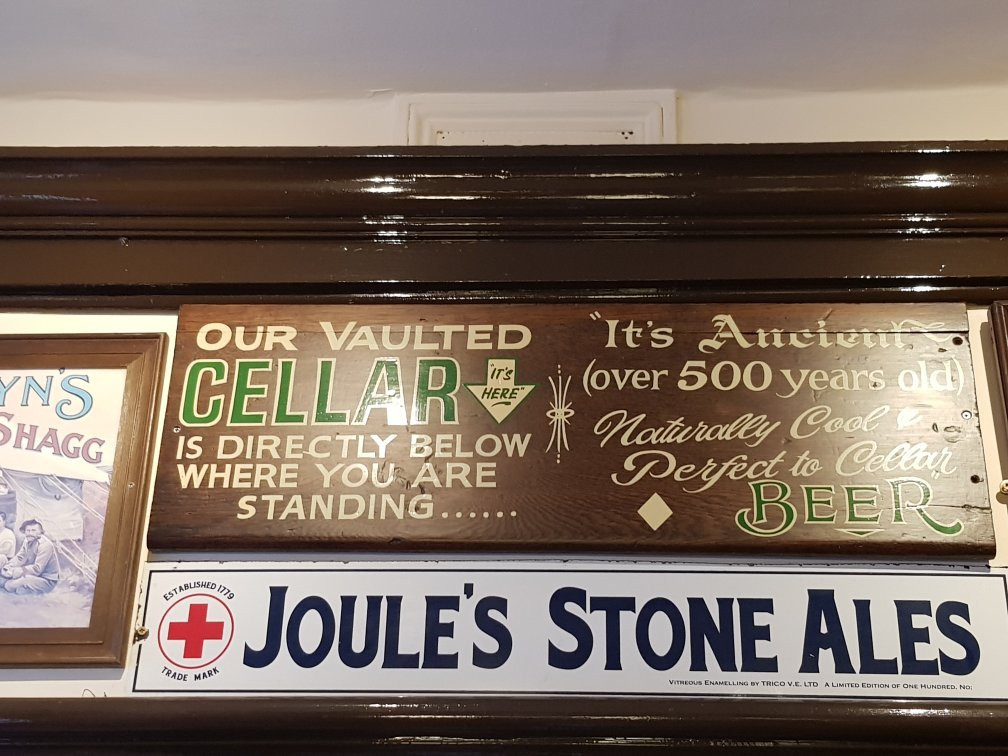 OUR VAULTED
CELLAR
"IT'S
HERE"
IS DIRECTLY BELOW
WHERE YOU ARE
STANDING......
"It's Ancient
(over 500 years old)
Naturally Cool &
Perfect to Cellar
BEER"
YN'S
SHAGG
ESTABLISHED 1779
TRADE MARK
JOULE'S STONE ALES
VITREOUS ENAMELLING BY TRICO V.E. LTD A LIMITED EDITION OF ONE HUNDRED. NO: